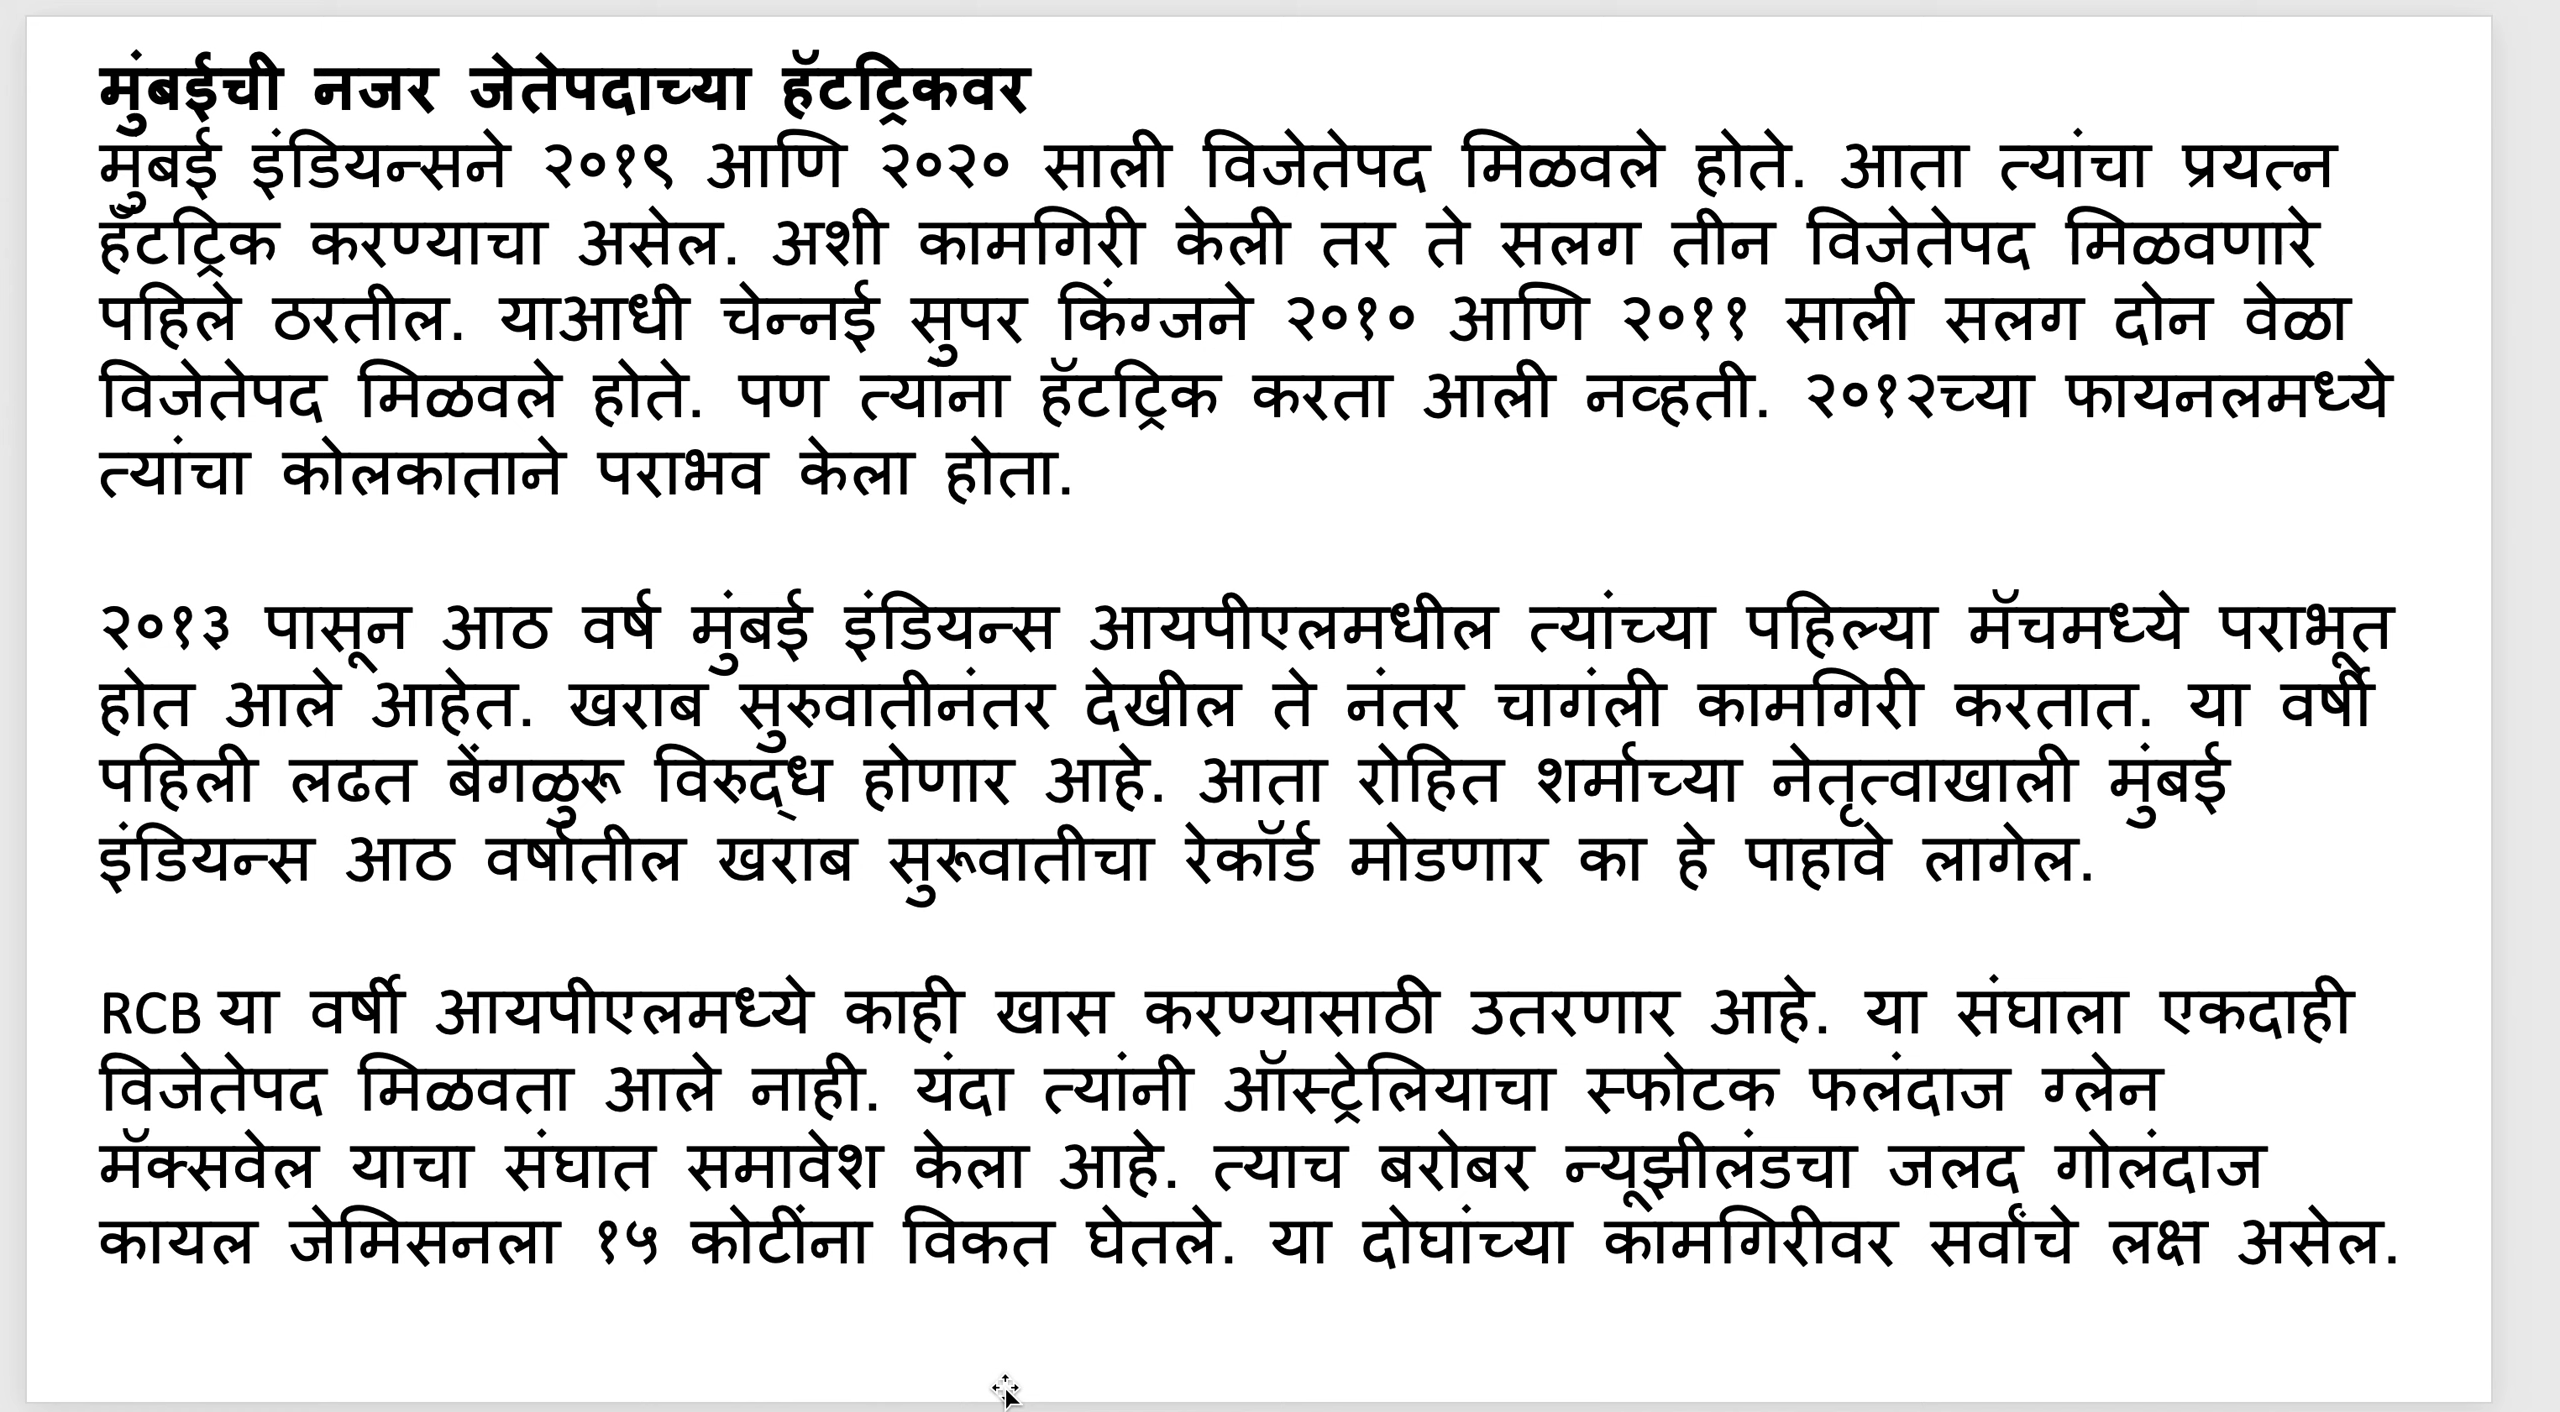 मुंबईची नजर जेतेपदाच्या हॅटट्रिकवर
मुंबई इंडियन्सने २०१९ आणि २०२० साली विजेतेपद मिळवले होते. आता त्यांचा प्रयत्न
हॅटट्रिक करण्याचा असेल. अशी कामगिरी केली तर ते सलग तीन विजेतेपद मिळवणारे
पहिले ठरतील. याआधी चेन्नई सुपर किंग्जने २०१० आणि २०११ साली सलग दोन वेळा
विजेतेपद मिळवले होते. पण त्यांना हॅटट्रिक करता आली नव्हती. २०१२च्या फायनलमध्ये
त्यांचा कोलकाताने पराभव केला होता.
२०१३ पासून आठ वर्ष मुंबई इंडियन्स आयपीएलमधील त्यांच्या पहिल्या मॅचमध्ये पराभूत
होत आले आहेत. खराब सुरुवातीनंतर देखील ते नंतर चागंली कामगिरी करतात. या वर्षी
पहिली लढत बेंगळुरू विरुद्ध होणार आहे. आता रोहित शर्माच्या नेतृत्वाखाली मुंबई
इंडियन्स आठ वर्षातील खराब सुरूवातीचा रेकॉर्ड मोडणार का हे पाहावे लागेल.
RCB या वर्षी आयपीएलमध्ये काही खास करण्यासाठी उतरणार आहे. या संघाला एकदाही
विजेतेपद मिळवता आले नाही. यंदा त्यांनी ऑस्ट्रेलियाचा स्फोटक फलंदाज ग्लेन
मॅक्सवेल याचा संघात समावेश केला आहे. त्याच बरोबर न्यूझीलंडचा जलद गोलंदाज
कायल जेमिसनला १५ कोटींना विकत घेतले. या दोघांच्या कामगिरीवर सर्वांचे लक्ष असेल.